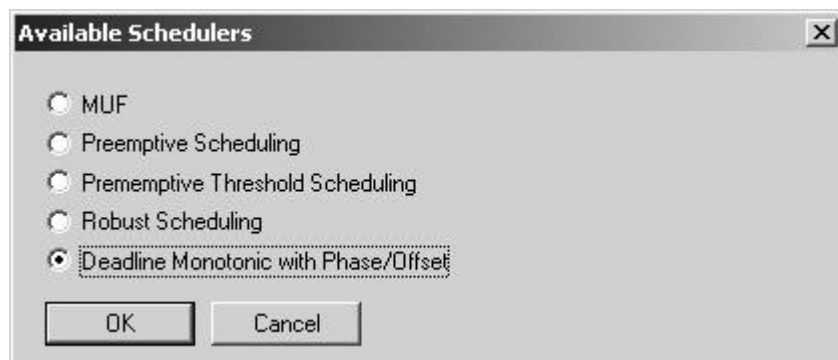 Available Schedulers
MUF
Preemptive Scheduling
Prememptive Threshold Scheduling
Robust Scheduling
Deadline Monotonic with Phase/Offset
OK Cancel